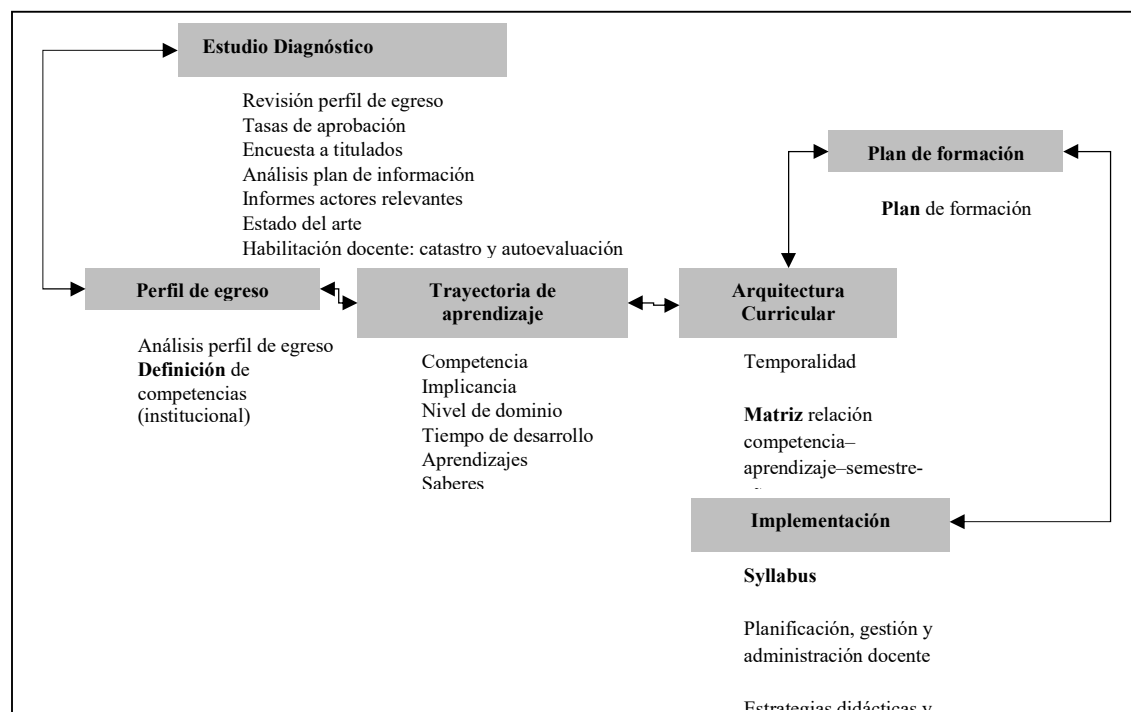 Estudio Diagnóstico
Revisión perfil de egreso
Tasas de aprobación
Encuesta a titulados
Análisis plan de información
Informes actores relevantes
Estado del arte
Habilitación docente: catastro y autoevaluación
Plan de formación
Plan de formación
Perfil de egreso
Análisis perfil de egreso
Definición de
competencias
(institucional)
Trayectoria de
aprendizaje
Competencia
Implicancia
Nivel de dominio
Tiempo de desarrollo
Aprendizajes
Saberes
Arquitectura
Curricular
Temporalidad
Matriz relación
competencia–
aprendizaje–semestre-
Implementación
Syllabus
Planificación, gestión y
administración docente
Estrategias didácticas y